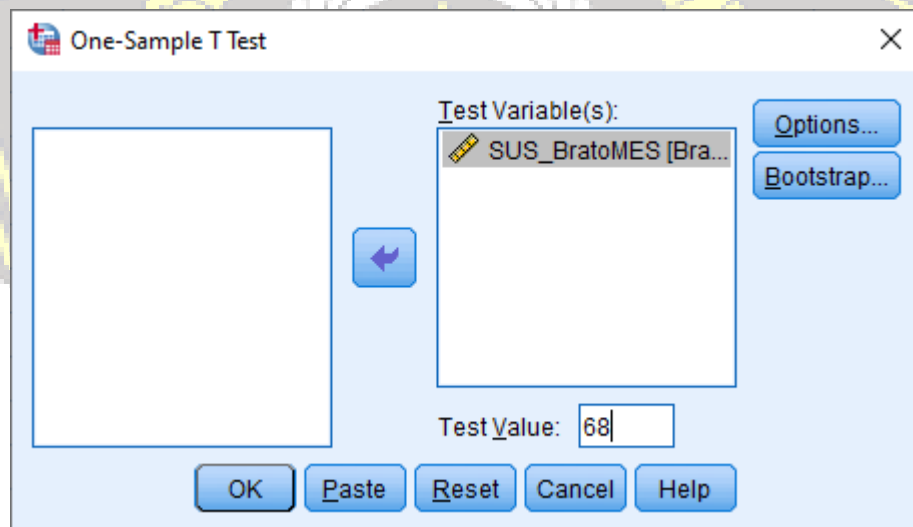 One-Sample T Test
Test Variable(s):
SUS_BratoMES [Bra...
Options...
Bootstrap...
Test Value: 68
OK Paste Reset Cancel Help